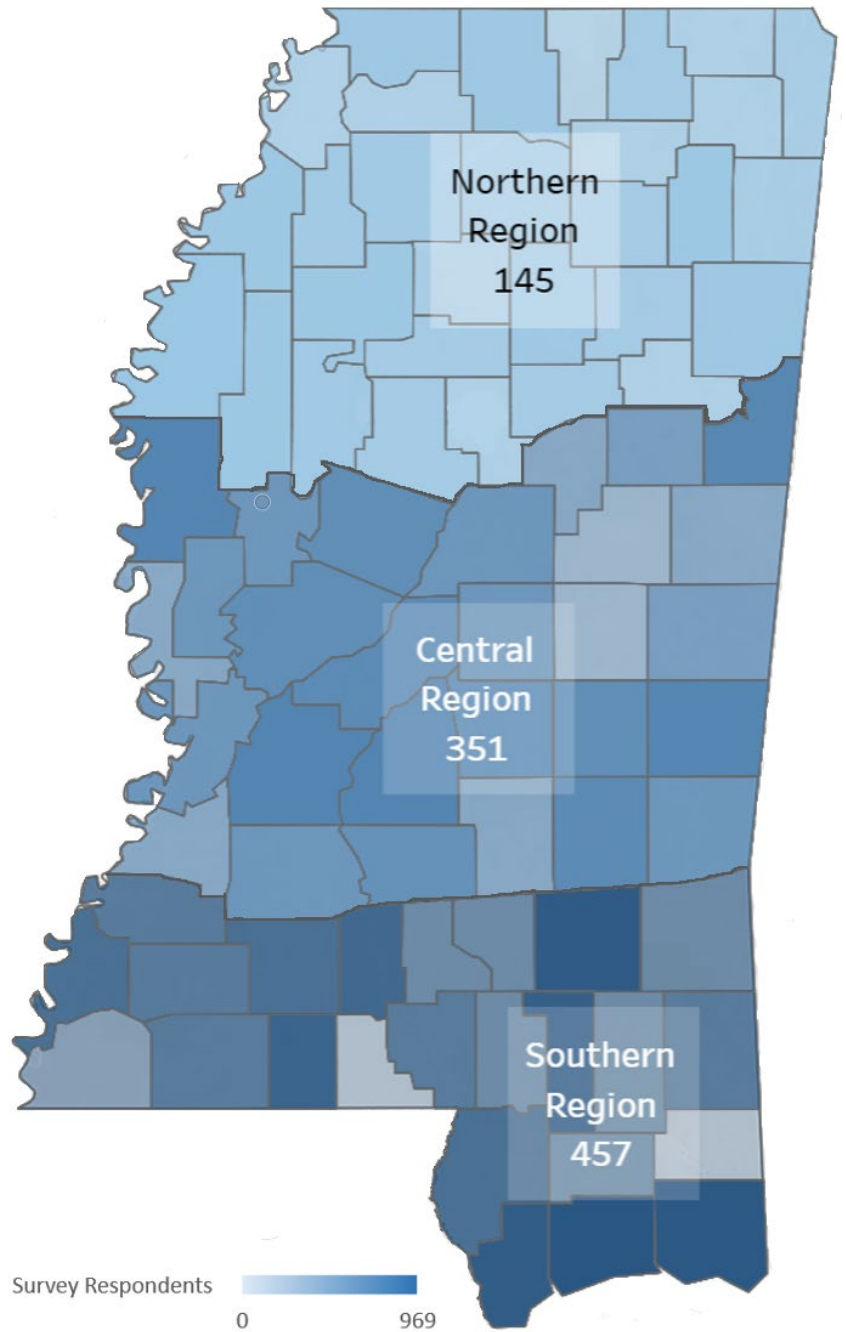 Northern
Region
145
Central
Region
351
Southern
Region
457
Survey Respondents
0 969